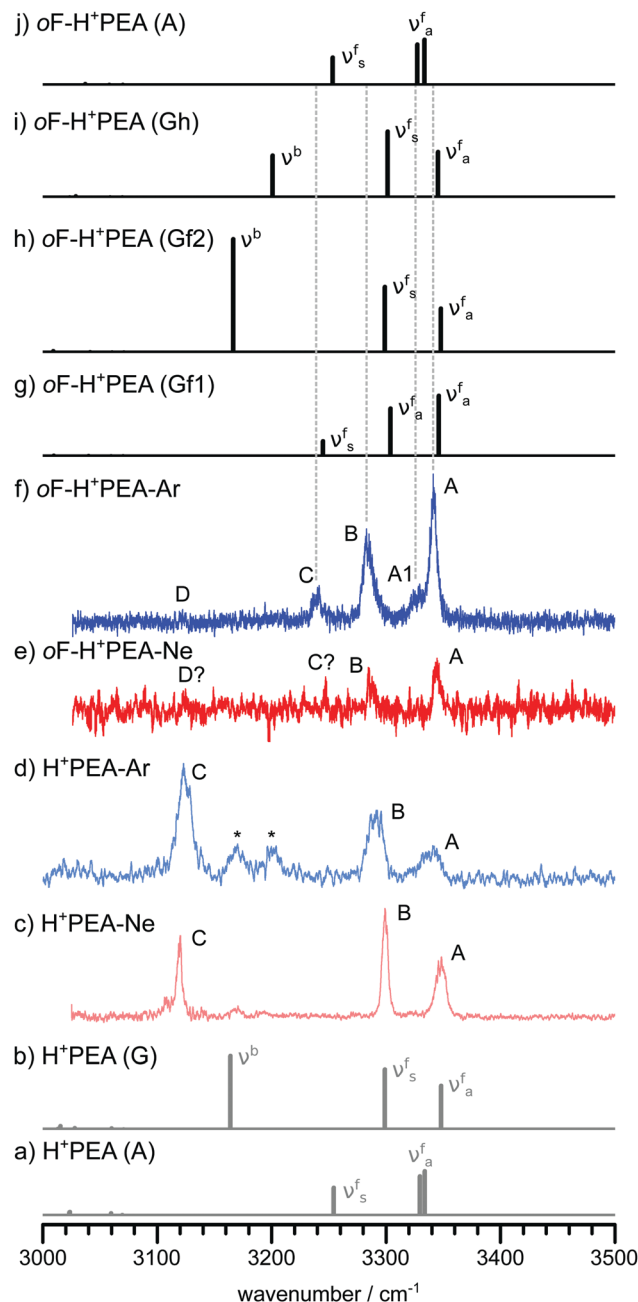 j) oF-H⁺PEA (A)
νᶠₐ
νᶠₛ
i) oF-H⁺PEA (Gh)
νᶠₛ
νᵇ
νᶠₐ
h) oF-H⁺PEA (Gf2)
νᵇ
νᶠₛ
νᶠₐ
g) oF-H⁺PEA (Gf1)
νᶠₐ
νᶠₐ
νᶠₛ
f) oF-H⁺PEA-Ar
A
B
C
A1
D
e) oF-H⁺PEA-Ne
D?
C?
B
A
d) H⁺PEA-Ar
C
*
*
B
A
c) H⁺PEA-Ne
C
B
A
b) H⁺PEA (G)
νᵇ
νᶠₛ
νᶠₐ
a) H⁺PEA (A)
νᶠₐ
νᶠₛ
3000 3100 3200 3300 3400 3500
wavenumber / cm⁻¹